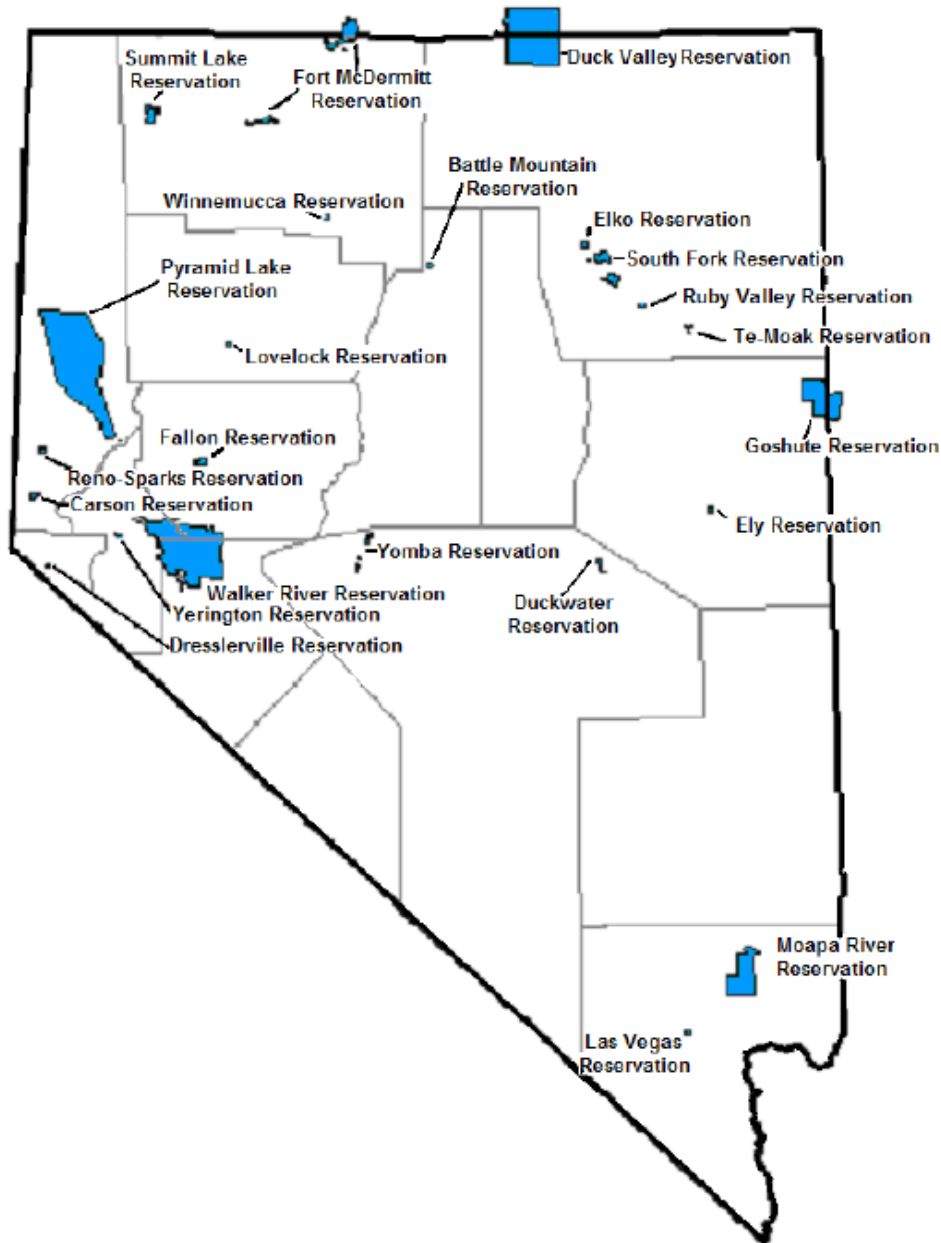 Summit Lake
Reservation
Fort McDermitt
Reservation
Duck Valley Reservation
Battle Mountain
Reservation
Winnemucca Reservation
Elko Reservation
South Fork Reservation
Pyramid Lake
Reservation
Ruby Valley Reservation
Te-Moak Reservation
Lovelock Reservation
Fallon Reservation
Goshute Reservation
Reno-Sparks Reservation
Carson Reservation
Ely Reservation
Yomba Reservation
Walker River Reservation
Duckwater
Reservation
Yerington Reservation
Dresslerville Reservation
Moapa River
Reservation
Las Vegas
Reservation